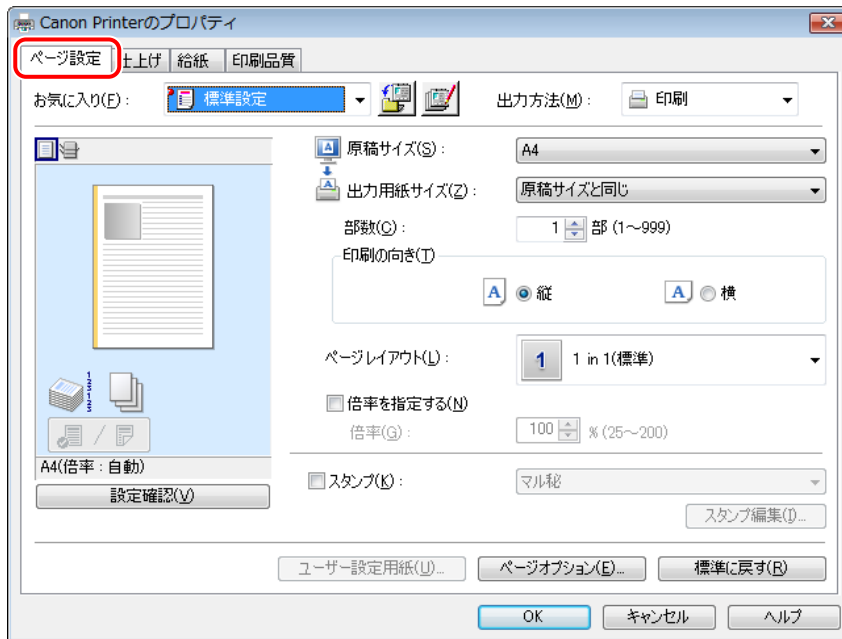 Canon Printerのプロパティ
ページ設定 仕上げ 給紙 印刷品質
お気に入り(F): 標準設定 出力方法(M): 印刷
原稿サイズ(S): A4
出力用紙サイズ(Z): 原稿サイズと同じ
部数(C): 1 部 (1~999)
印刷の向き(T)
A 縦 A 横
ページレイアウト(L): 1 1 in 1(標準)
倍率を指定する(N)
倍率(G): 100 % (25~200)
A4(倍率:自動)
設定確認(V)
スタンプ(K): マル秘
スタンプ編集(I)...
ユーザー設定用紙(U)... ページオプション(E)... 標準に戻す(R)
OK キャンセル ヘルプ